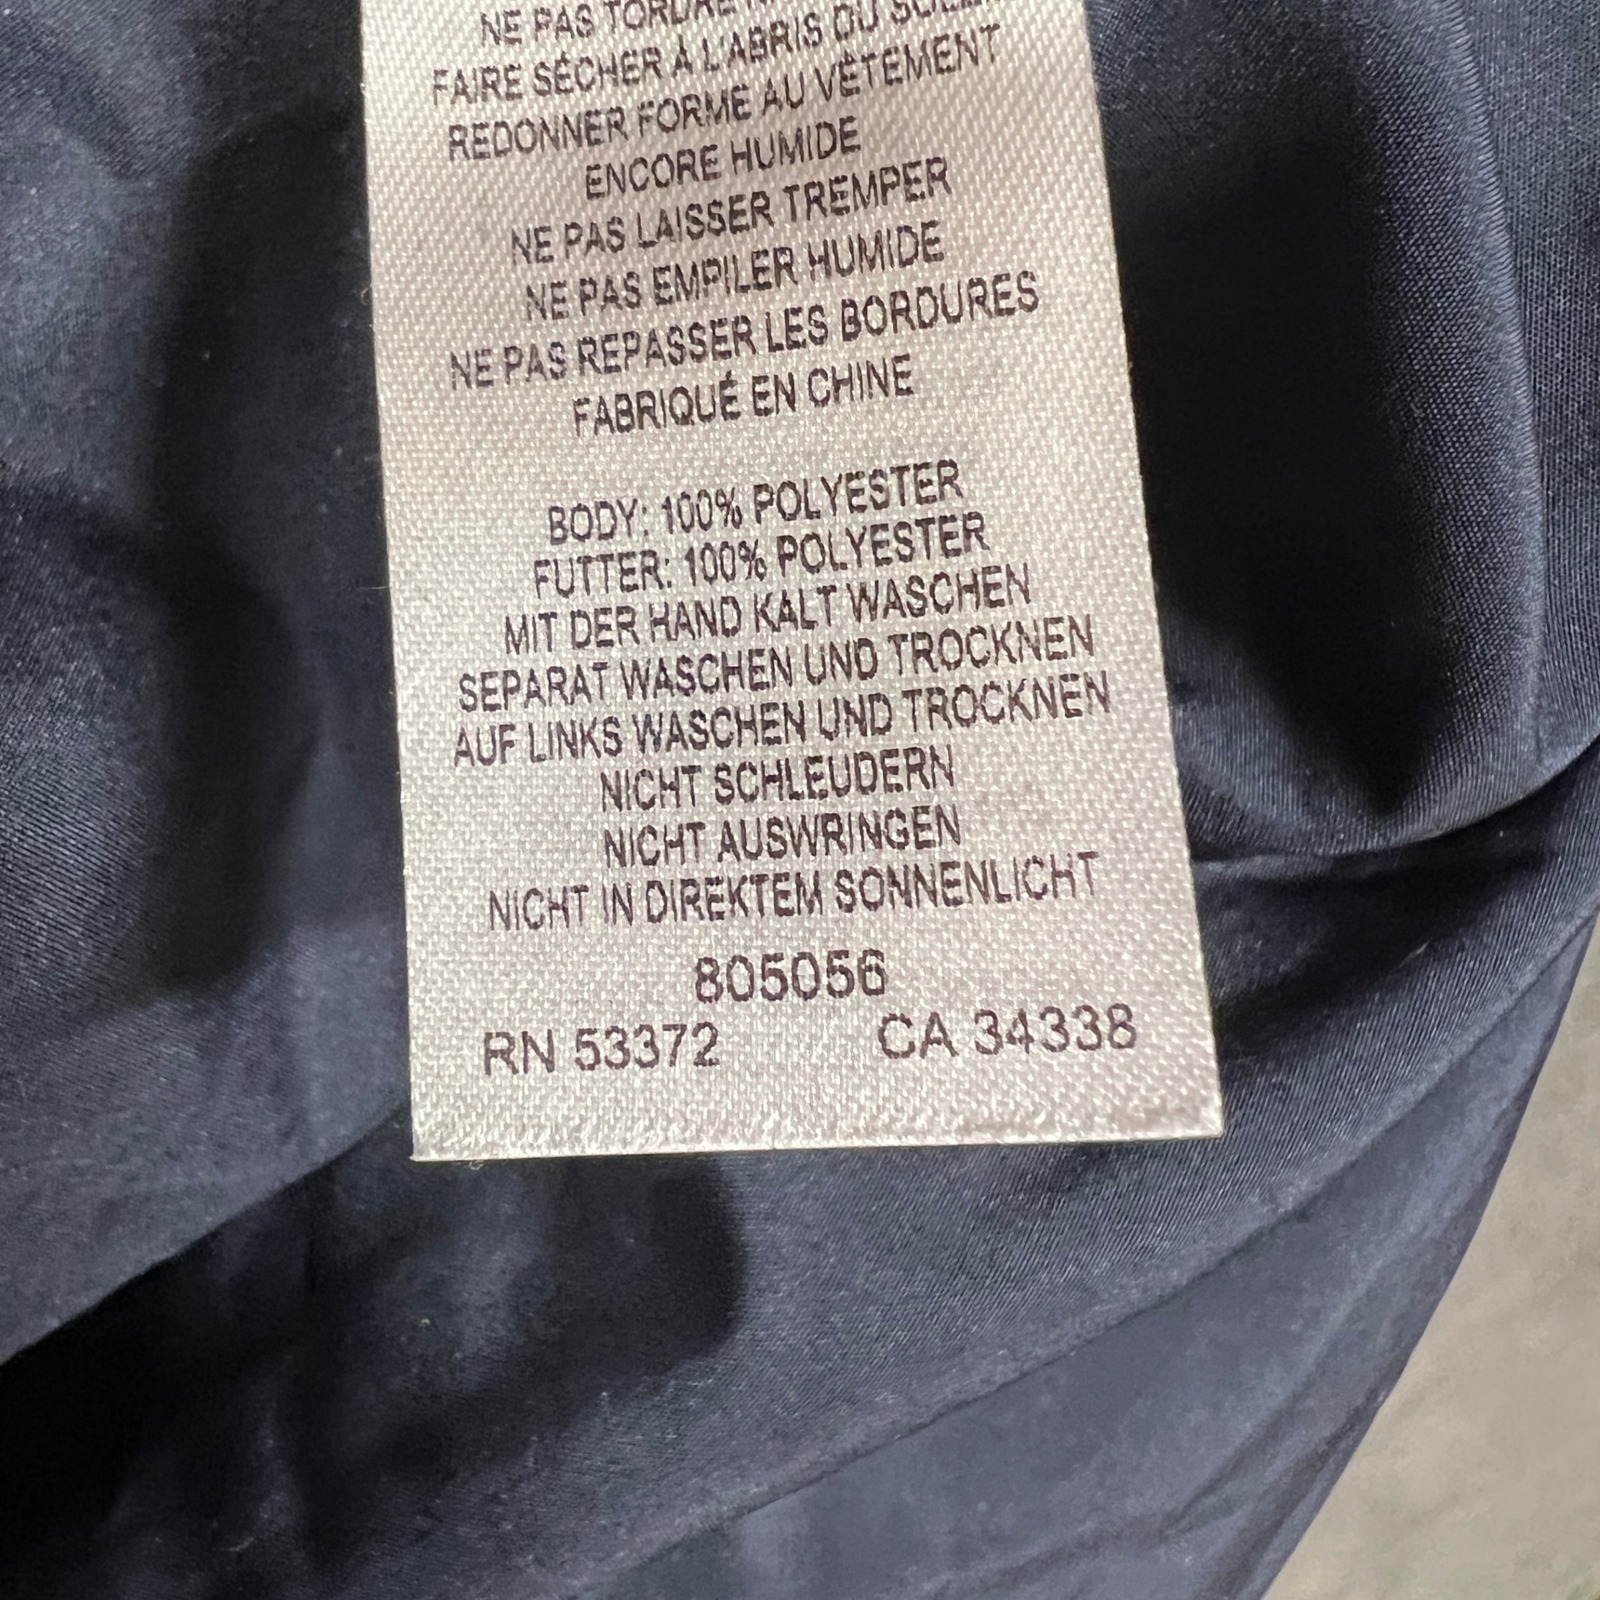 NE PAS TORDRE
FAIRE SÉCHER À L'ABRIS DU SOLEIL
REDONNER FORME AU VÊTEMENT
ENCORE HUMIDE
NE PAS LAISSER TREMPER
NE PAS EMPILER HUMIDE
NE PAS REPASSER LES BORDURES
FABRIQUÉ EN CHINE
BODY: 100% POLYESTER
FUTTER: 100% POLYESTER
MIT DER HAND KALT WASCHEN
SEPARAT WASCHEN UND TROCKNEN
AUF LINKS WASCHEN UND TROCKNEN
NICHT SCHLEUDERN
NICHT AUSWRINGEN
NICHT IN DIREKTEM SONNENLICHT
805056
RN 53372 CA 34338